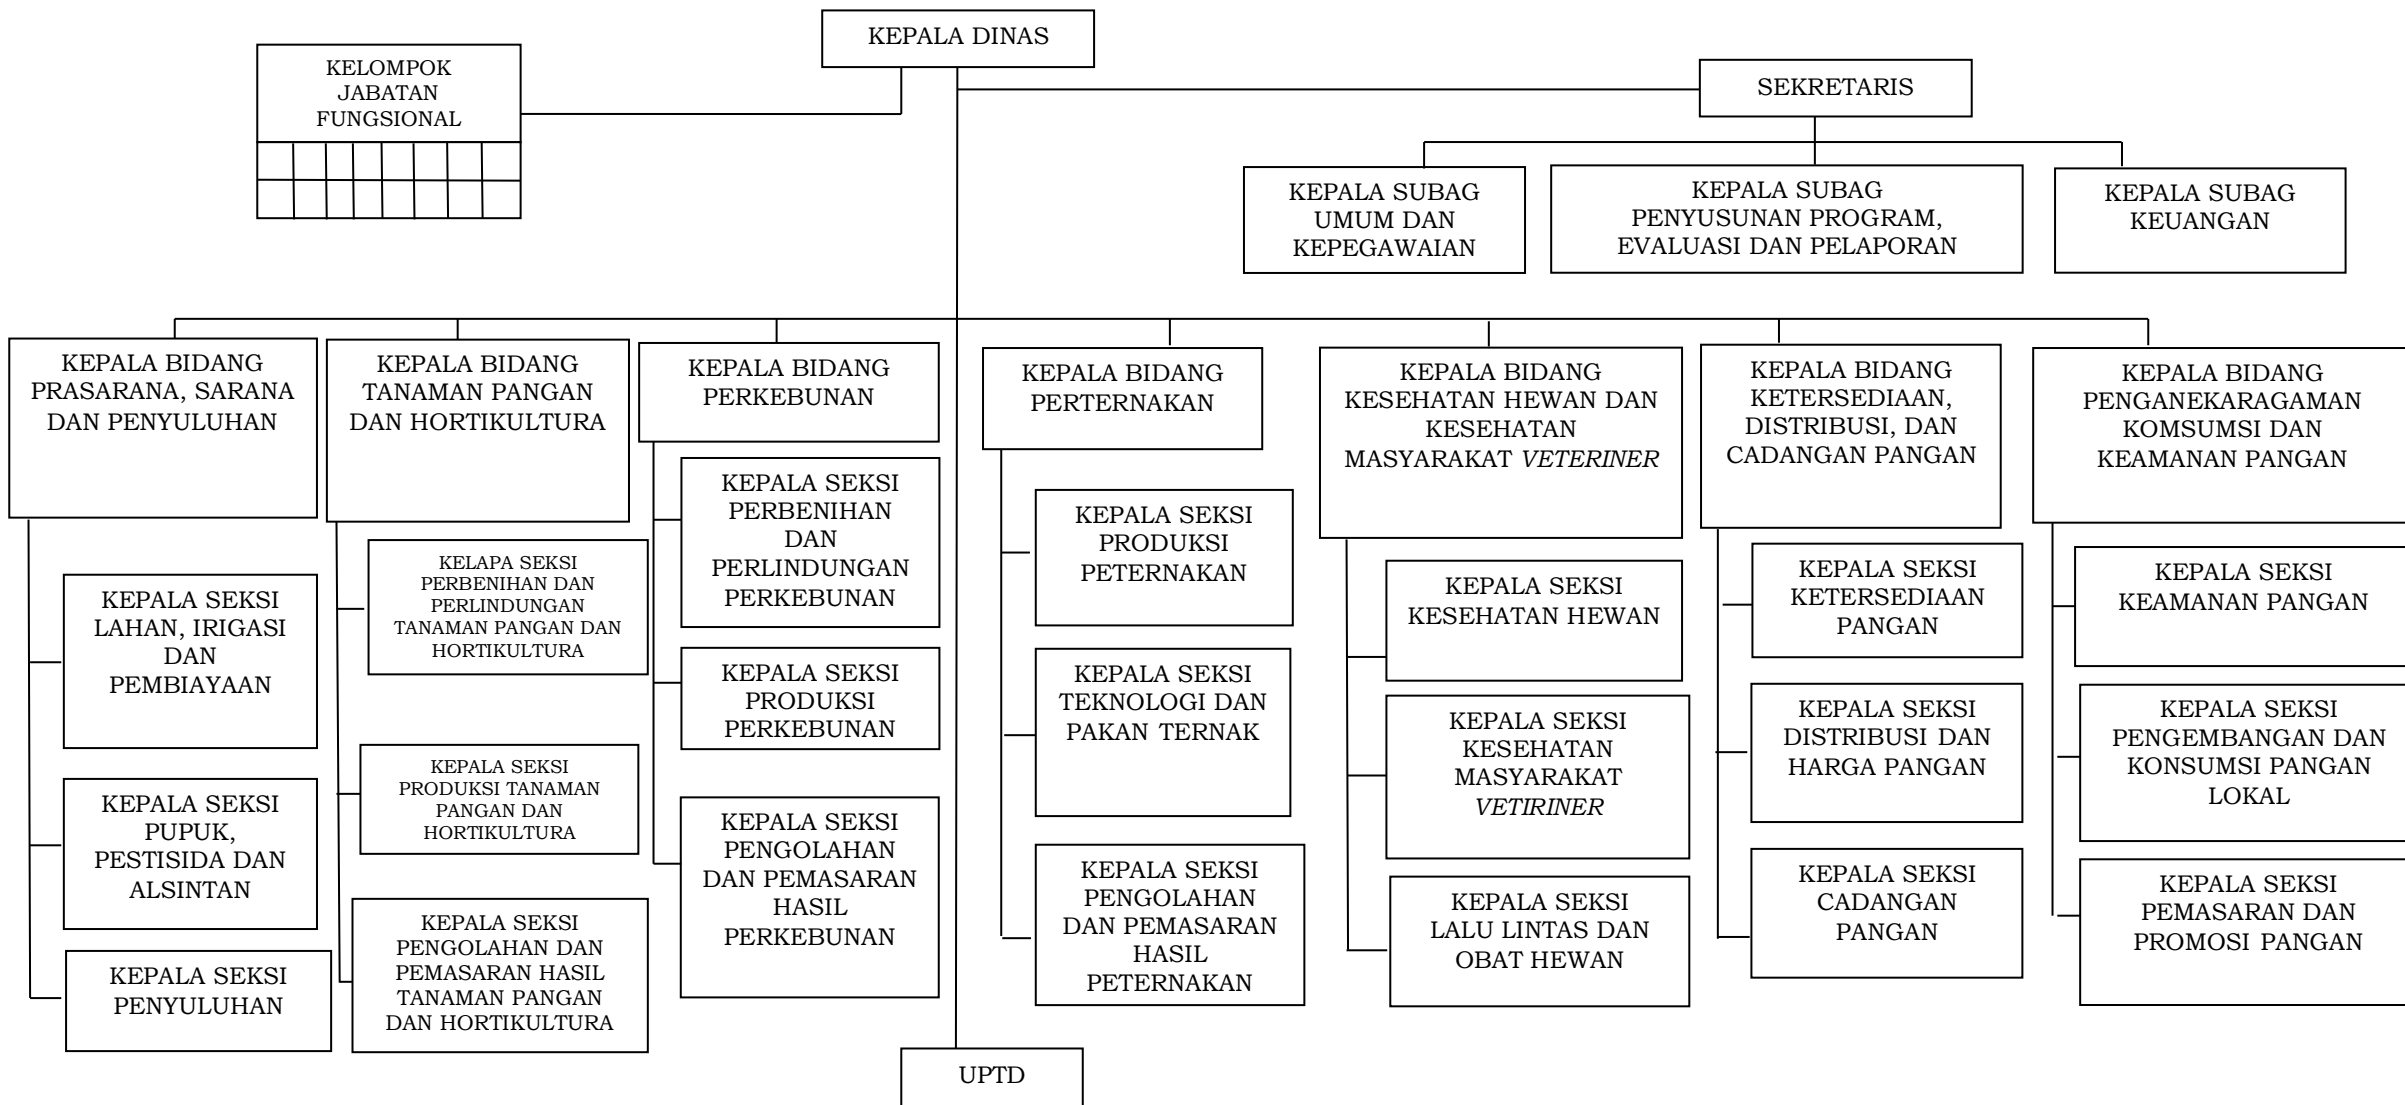 KEPALA DINAS
KELOMPOK
JABATAN
FUNGSIONAL
SEKRETARIS
KEPALA SUBAG
UMUM DAN
KEPEGAWAIAN
KEPALA SUBAG
PENYUSUNAN PROGRAM,
EVALUASI DAN PELAPORAN
KEPALA SUBAG
KEUANGAN
KEPALA BIDANG
PRASARANA, SARANA
DAN PENYULUHAN
KEPALA SEKSI
LAHAN, IRIGASI
DAN
PEMBIAYAAN
KEPALA SEKSI
PUPUK,
PESTISIDA DAN
ALSINTAN
KEPALA SEKSI
PENYULUHAN
KEPALA BIDANG
TANAMAN PANGAN
DAN HORTIKULTURA
KELAPA SEKSI
PERBENIHAN DAN
PERLINDUNGAN
TANAMAN PANGAN DAN
HORTIKULTURA
KEPALA SEKSI
PRODUKSI TANAMAN
PANGAN DAN
HORTIKULTURA
KEPALA SEKSI
PENGOLAHAN DAN
PEMASARAN HASIL
TANAMAN PANGAN
DAN HORTIKULTURA
KEPALA BIDANG
PERKEBUNAN
KEPALA SEKSI
PERBENIHAN
DAN
PERLINDUNGAN
PERKEBUNAN
KEPALA SEKSI
PRODUKSI
PERKEBUNAN
KEPALA SEKSI
PENGOLAHAN
DAN PEMASARAN
HASIL
PERKEBUNAN
KEPALA BIDANG
PERTERNAKAN
KEPALA SEKSI
PRODUKSI
PETERNAKAN
KEPALA SEKSI
TEKNOLOGI DAN
PAKAN TERNAK
KEPALA SEKSI
PENGOLAHAN
DAN PEMASARAN
HASIL
PETERNAKAN
KEPALA BIDANG
KESEHATAN HEWAN DAN
KESEHATAN
MASYARAKAT VETERINER
KEPALA SEKSI
KESEHATAN HEWAN
KEPALA SEKSI
KESEHATAN
MASYARAKAT
VETIRINER
KEPALA SEKSI
LALU LINTAS DAN
OBAT HEWAN
KEPALA BIDANG
KETERSEDIAAN,
DISTRIBUSI, DAN
CADANGAN PANGAN
KEPALA SEKSI
KETERSEDIAAN
PANGAN
KEPALA SEKSI
DISTRIBUSI DAN
HARGA PANGAN
KEPALA SEKSI
CADANGAN
PANGAN
KEPALA BIDANG
PENGANEKARAGAMAN
KOMSUMSI DAN
KEAMANAN PANGAN
KEPALA SEKSI
KEAMANAN PANGAN
KEPALA SEKSI
PENGEMBANGAN DAN
KONSUMSI PANGAN
LOKAL
KEPALA SEKSI
PEMASARAN DAN
PROMOSI PANGAN
UPTD